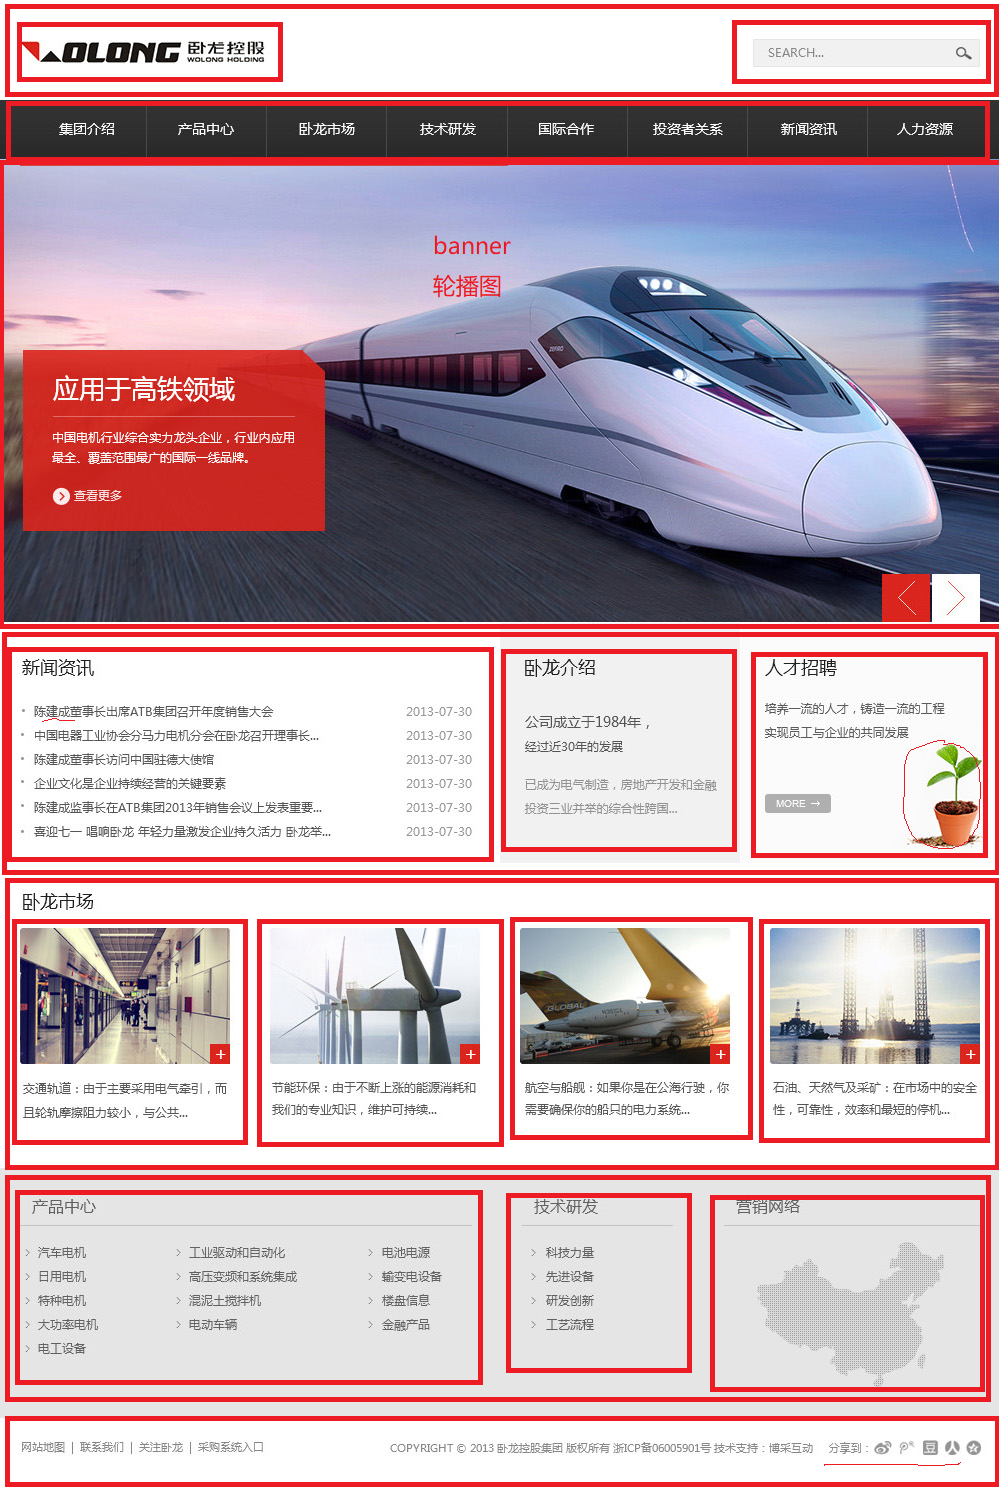 WOLONG 卧龙控股
WOLONG HOLDING
SEARCH...
集团介绍 产品中心 卧龙市场 技术研发 国际合作 投资者关系 新闻资讯 人力资源
banner
轮播图
ZEFIRO
应用于高铁领域
中国电机行业综合实力龙头企业，行业内应用
最全、覆盖范围最广的国际一线品牌。
查看更多
新闻资讯
陈建成董事长出席ATB集团召开年度销售大会 2013-07-30
中国电器工业协会分马力电机分会在卧龙召开理事长... 2013-07-30
陈建成董事长访问中国驻德大使馆 2013-07-30
企业文化是企业持续经营的关键要素 2013-07-30
陈建成监事长在ATB集团2013年销售会议上发表重要... 2013-07-30
喜迎七一 唱响卧龙 年轻力量激发企业持久活力 卧龙举... 2013-07-30
卧龙介绍
公司成立于1984年，
经过近30年的发展
已成为电气制造，房地产开发和金融
投资三业并举的综合性跨国...
人才招聘
培养一流的人才，铸造一流的工程
实现员工与企业的共同发展
MORE →
卧龙市场
GLOBAL
交通轨道：由于主要采用电气牵引，而
且轮轨摩擦阻力较小，与公共...
节能环保：由于不断上涨的能源消耗和
我们的专业知识，维护可持续...
航空与船舰：如果你是在公海行驶，你
需要确保你的船只的电力系统...
石油、天然气及采矿：在市场中的安全
性，可靠性，效率和最短的停机...
产品中心
汽车电机 工业驱动和自动化 电池电源
日用电机 高压变频和系统集成 输变电设备
特种电机 混泥土搅拌机 楼盘信息
大功率电机 电动车辆 金融产品
电工设备
技术研发
科技力量
先进设备
研发创新
工艺流程
营销网络
网站地图 | 联系我们 | 关注卧龙 | 采购系统入口
COPYRIGHT © 2013 卧龙控股集团 版权所有 浙ICP备06005901号 技术支持：博采互动 分享到：